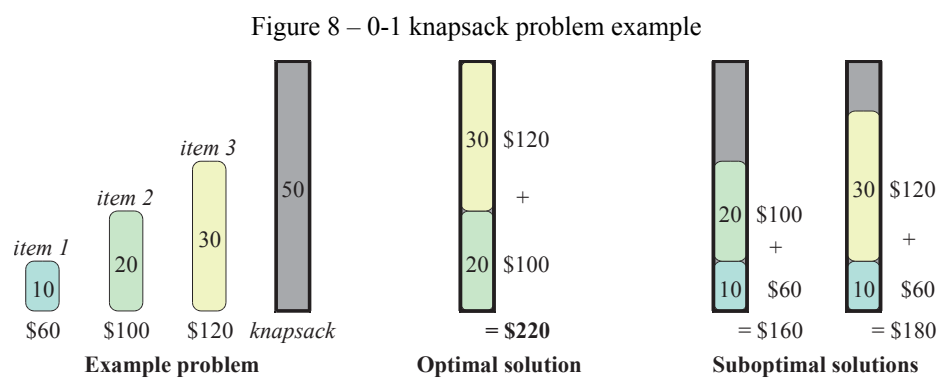 Figure 8 – 0-1 knapsack problem example
item 1
10
$60
item 2
20
$100
item 3
30
$120
50
knapsack
Example problem
30 $120
+
20 $100
= $220
Optimal solution
20 $100
+
10 $60
= $160
30 $120
+
10 $60
= $180
Suboptimal solutions